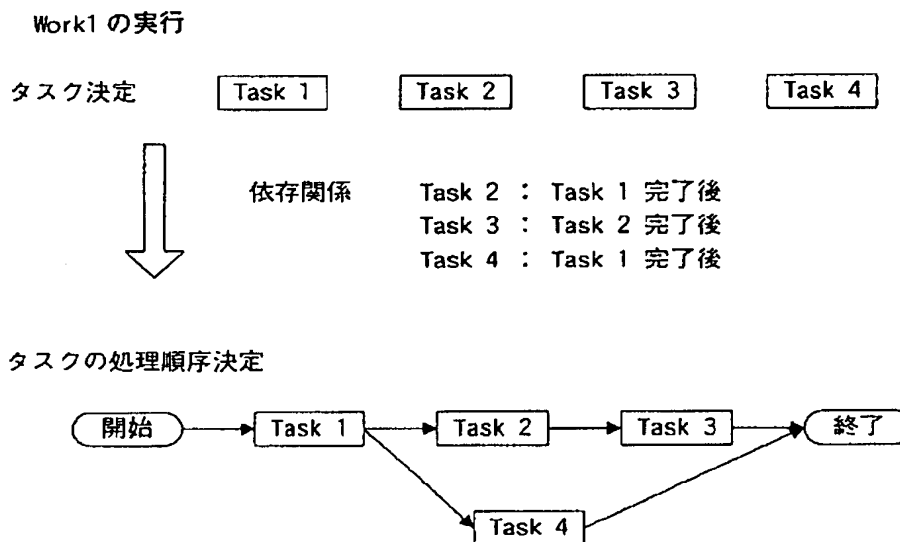 Work1 の実行
タスク決定 Task 1 Task 2 Task 3 Task 4
依存関係 Task 2 : Task 1 完了後
Task 3 : Task 2 完了後
Task 4 : Task 1 完了後
タスクの処理順序決定
開始 Task 1 Task 2 Task 3 終了
Task 4